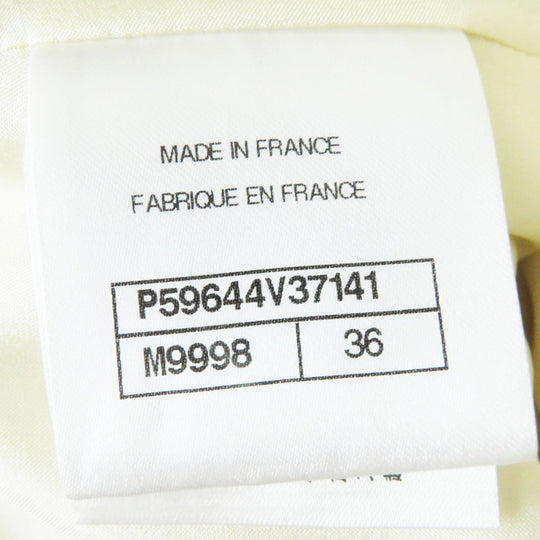 MADE IN FRANCE
FABRIQUE EN FRANCE
P59644V37141
M9998 36